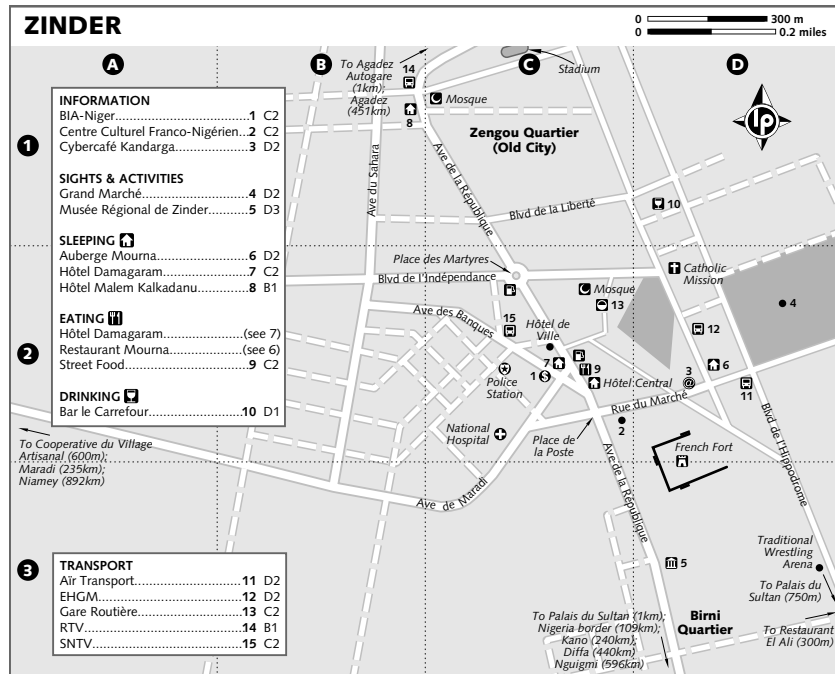 ZINDER
0 300 m
0 0.2 miles
A
B
C
D
1
2
3
INFORMATION
BIA-Niger.......................1 C2
Centre Culturel Franco-Nigérien..2 C2
Cybercafé Kandarga...............3 D2
SIGHTS & ACTIVITIES
Grand Marché.....................4 D2
Musée Régional de Zinder.........5 D3
SLEEPING
Auberge Mourna...................6 D2
Hôtel Damagaram..................7 C2
Hôtel Malem Kalkadanu............8 B1
EATING
Hôtel Damagaram..................(see 7)
Restaurant Mourna................(see 6)
Street Food......................9 C2
DRINKING
Bar le Carrefour.................10 D1
TRANSPORT
Aïr Transport....................11 D2
EHGM.............................12 D2
Gare Routière....................13 C2
RTV..............................14 B1
SNTV.............................15 C2
To Agadez
Autogare
(1km);
Agadez
(451km)
14
8
Mosque
Stadium
Zengou Quartier
(Old City)
lp
Ave du Sahara
Ave de la République
Blvd de la Liberté
10
Place des Martyres
Blvd de l'Indépendance
Catholic
Mission
Mosque
13
4
Ave des Banques
15
Hôtel de
Ville
12
7
9
6
3
@
11
Police
Station
1
$
Hôtel Central
Rue du Marché
2
National
Hospital
Place de
la Poste
French Fort
Blvd de l'Hippodrome
To Cooperative du Village
Artisanal (600m);
Maradi (235km);
Niamey (892km)
Ave de Maradi
Ave de la République
5
Traditional
Wrestling
Arena
To Palais du
Sultan (750m)
To Palais du Sultan (1km);
Nigeria border (109km);
Kano (240km);
Diffa (440km)
Nguigmi (596km)
Birni
Quartier
To Restaurant
El Ali (300m)